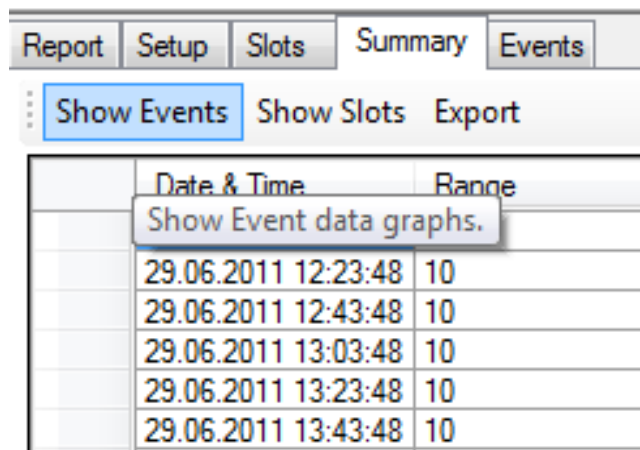 Report Setup Slots Summary Events
Show Events Show Slots Export
Date & Time Range
Show Event data graphs.
29.06.2011 12:23:48 10
29.06.2011 12:43:48 10
29.06.2011 13:03:48 10
29.06.2011 13:23:48 10
29.06.2011 13:43:48 10